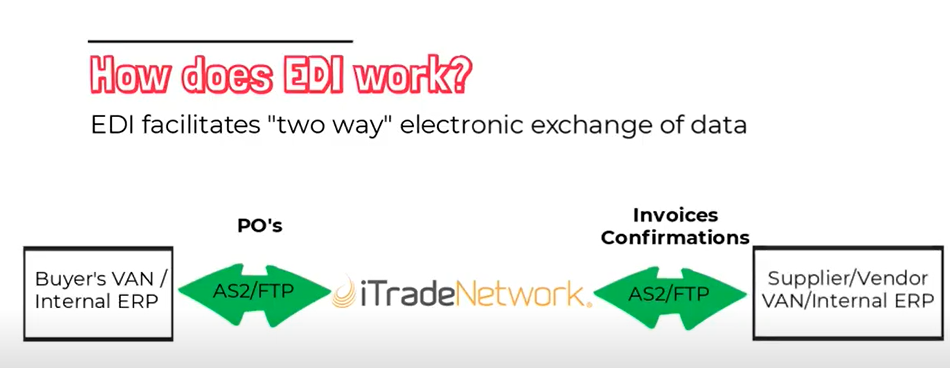 How does EDI work?
EDI facilitates "two way" electronic exchange of data
PO's
Invoices
Confirmations
Buyer's VAN /
Internal ERP
AS2/FTP
iTradeNetwork.
AS2/FTP
Supplier/Vendor
VAN/Internal ERP